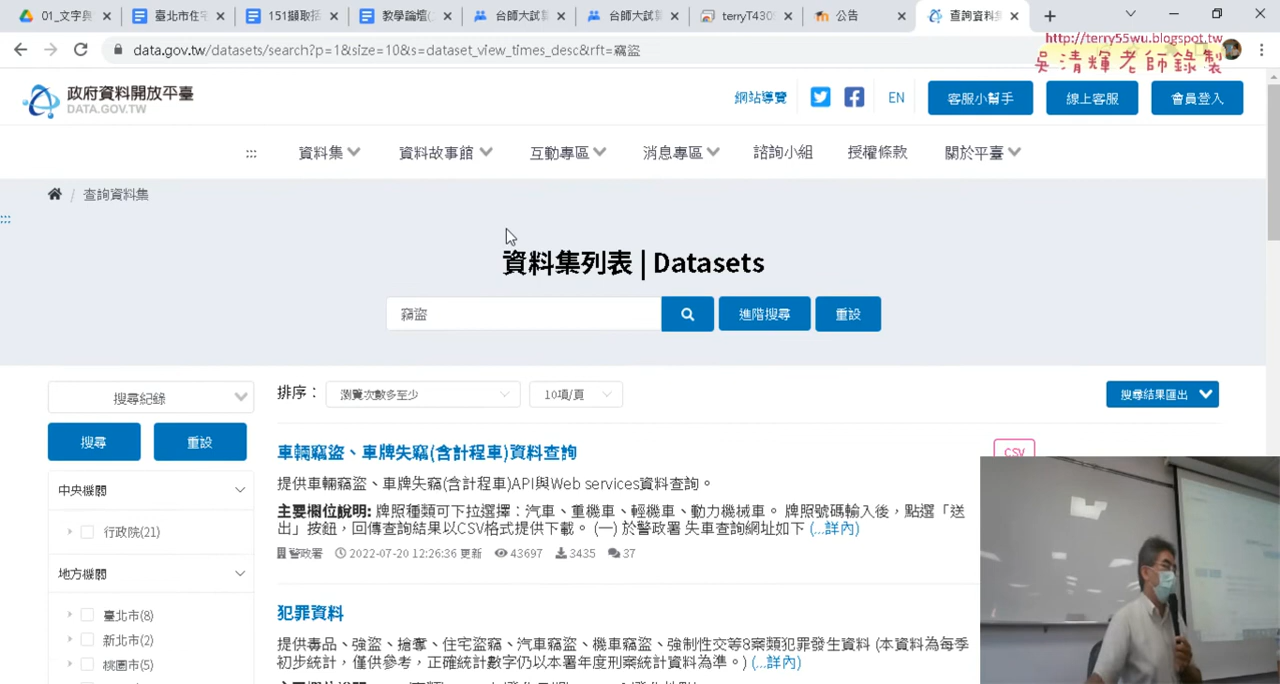 01_文字與
臺北市住宅
151擷取括
教學論壇(
台師大試算
台師大試算
terryT4305
公告
查詢資料集
data.gov.tw/datasets/search?p=1&size=10&s=dataset_view_times_desc&rft=竊盜
http://terry55wu.blogspot.tw
吳清輝老師錄製
政府資料開放平臺
DATA.GOV.TW
網站導覽
EN
客服小幫手
線上客服
會員登入
資料集
資料故事館
互動專區
消息專區
諮詢小組
授權條款
關於平臺
/ 查詢資料集
資料集列表 | Datasets
竊盜
進階搜尋
重設
搜尋紀錄
排序：
瀏覽次數多至少
10項/頁
搜尋結果匯出
搜尋
重設
車輛竊盜、車牌失竊(含計程車)資料查詢
CSV
提供車輛竊盜、車牌失竊(含計程車)API與Web services資料查詢。
中央機關
主要欄位說明: 牌照種類可下拉選擇：汽車、重機車、輕機車、動力機械車。 牌照號碼輸入後，點選「送
出」按鈕，回傳查詢結果以CSV格式提供下載。 (一) 於警政署 失車查詢網址如下 (...詳內)
行政院(21)
警政署 2022-07-20 12:26:36 更新 43697 3435 37
地方機關
臺北市(8)
犯罪資料
新北市(2)
提供毒品、強盜、搶奪、住宅盜竊、汽車竊盜、機車竊盜、強制性交等8案類犯罪發生資料 (本資料為每季
初步統計，僅供參考，正確統計數字仍以本署年度刑案統計資料為準。) (...詳內)
桃園市(5)